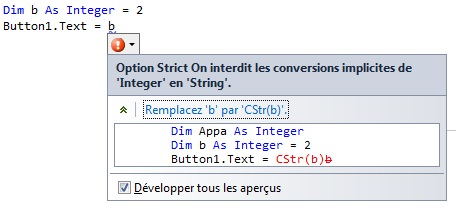 Dim b As Integer = 2
Button1.Text = b
Option Strict On interdit les conversions implicites de
'Integer' en 'String'.
Remplacez 'b' par 'CStr(b)'.
Dim Appa As Integer
Dim b As Integer = 2
Button1.Text = CStr(b)b
Développer tous les aperçus